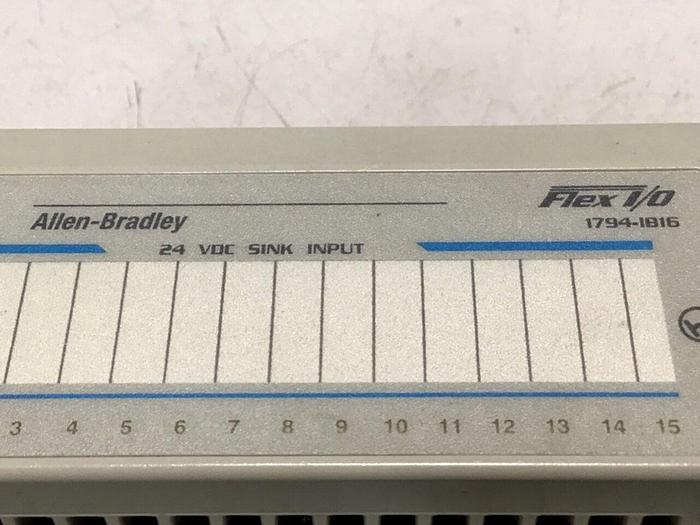 Allen-Bradley
Flex I/O
1794-IB16
24 VDC SINK INPUT
3 4 5 6 7 8 9 10 11 12 13 14 15